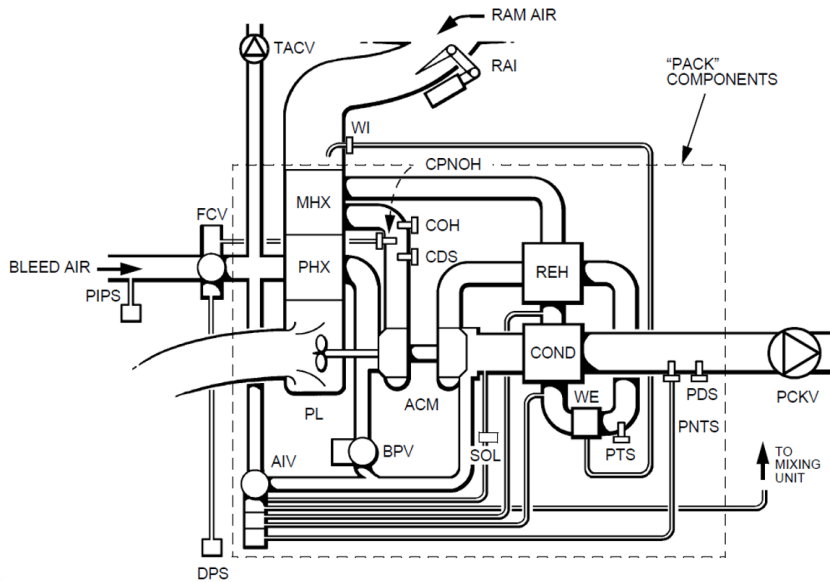 RAM AIR
TACV
RAI
"PACK"
COMPONENTS
WI
CPNOH
MHX
FCV
COH
CDS
BLEED AIR
PHX
REH
PIPS
COND
WE
PL
ACM
PDS
PCKV
PNTS
BPV
SOL
PTS
AIV
TO
MIXING
UNIT
DPS